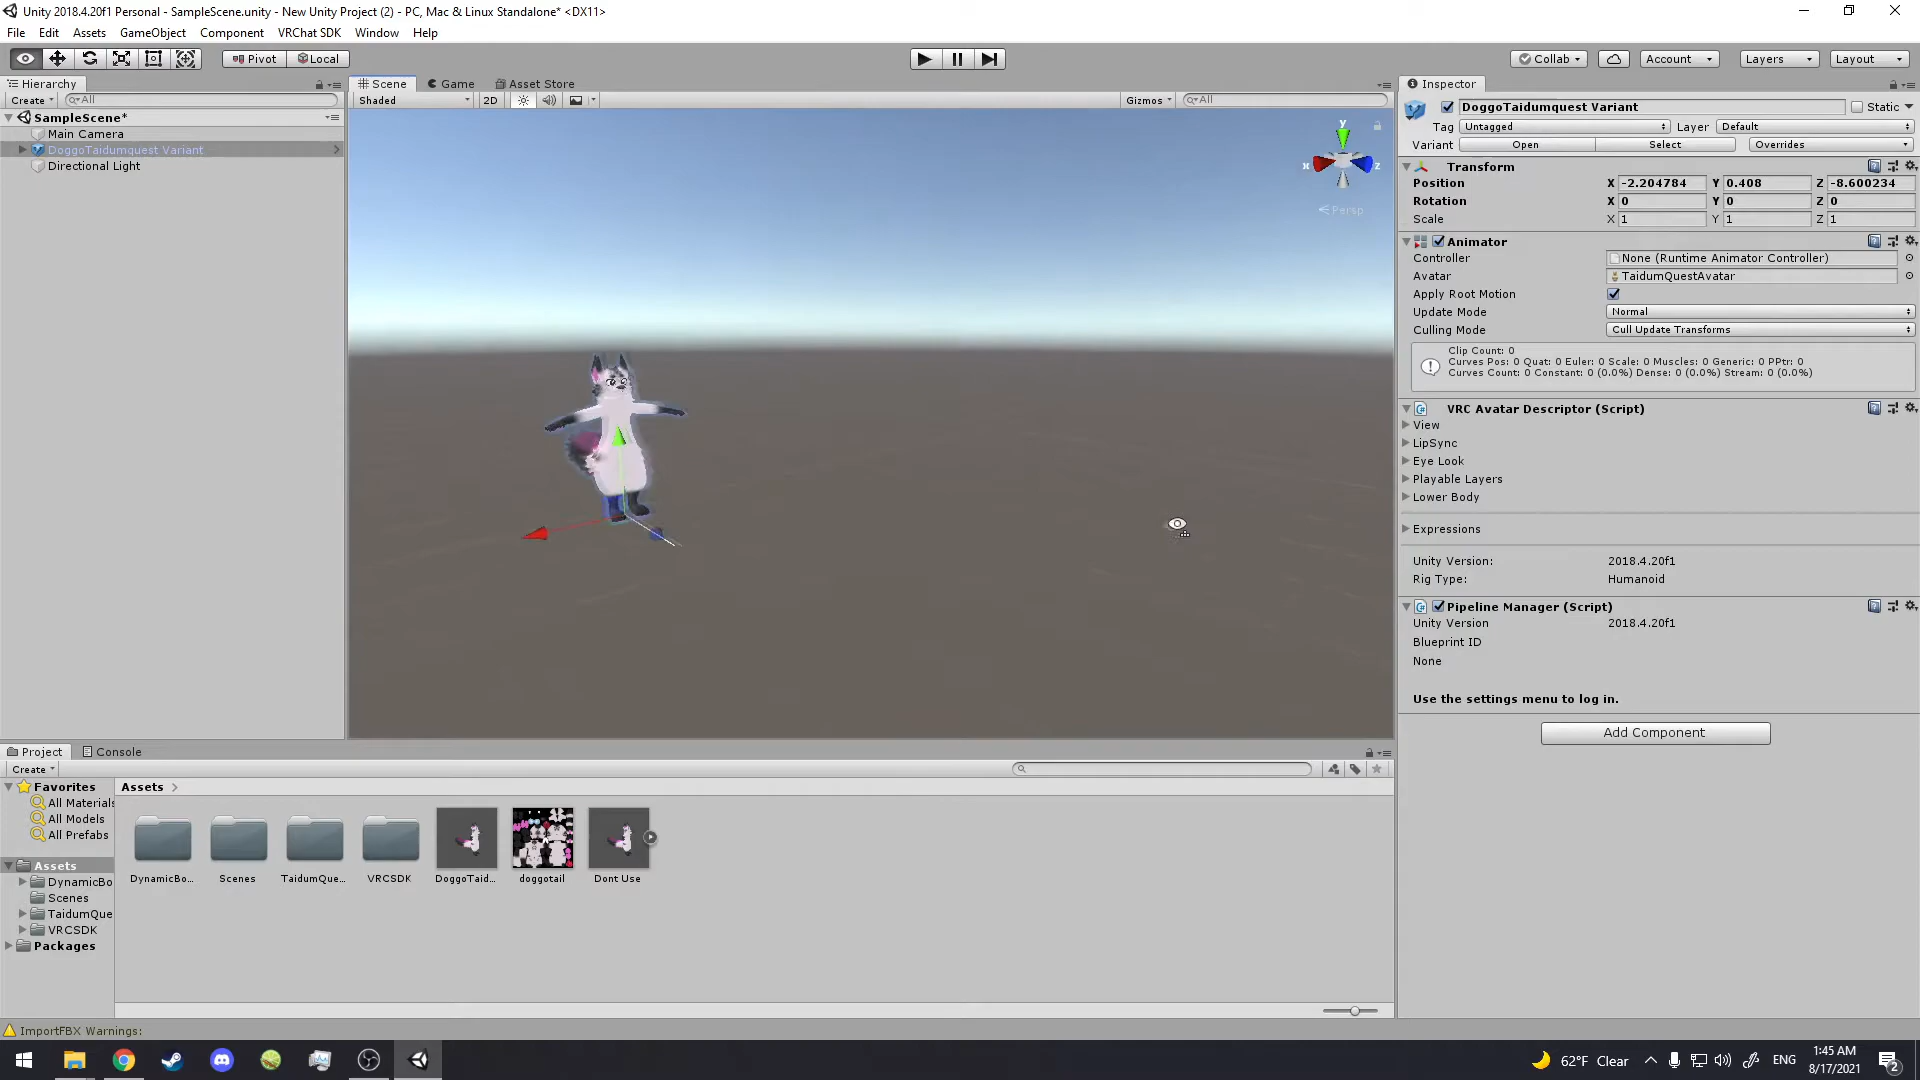 Unity 2018.4.20f1 Personal - SampleScene.unity - New Unity Project (2) - PC, Mac & Linux Standalone* <DX11>
File Edit Assets GameObject Component VRChat SDK Window Help
Pivot Local Collab Account Layers Layout
Hierarchy
Create All
SampleScene*
Main Camera
DoggoTaidumquest Variant
Directional Light
Scene Game Asset Store
Shaded 2D Gizmos All
y
x z
Persp
Inspector
DoggoTaidumquest Variant Static
Tag Untagged Layer Default
Variant Open Select Overrides
Transform
Position X -2.204784 Y 0.408 Z -8.600234
Rotation X 0 Y 0 Z 0
Scale X 1 Y 1 Z 1
Animator
Controller None (Runtime Animator Controller)
Avatar TaidumQuestAvatar
Apply Root Motion
Update Mode Normal
Culling Mode Cull Update Transforms
Clip Count: 0
Curves Pos: 0 Quat: 0 Euler: 0 Scale: 0 Muscles: 0 Generic: 0 PPtr: 0
Curves Count: 0 Constant: 0 (0.0%) Dense: 0 (0.0%) Stream: 0 (0.0%)
VRC Avatar Descriptor (Script)
View
LipSync
Eye Look
Playable Layers
Lower Body
Expressions
Unity Version: 2018.4.20f1
Rig Type: Humanoid
Pipeline Manager (Script)
Unity Version 2018.4.20f1
Blueprint ID
None
Use the settings menu to log in.
Add Component
Project Console
Create
Favorites
All Materials
All Models
All Prefabs
Assets
DynamicBo
Scenes
TaidumQue
VRCSDK
Packages
Assets
DynamicBo... Scenes TaidumQue... VRCSDK DoggoTaid... doggotail Dont Use
ImportFBX Warnings:
62°F Clear ENG 1:45 AM
8/17/2021
2